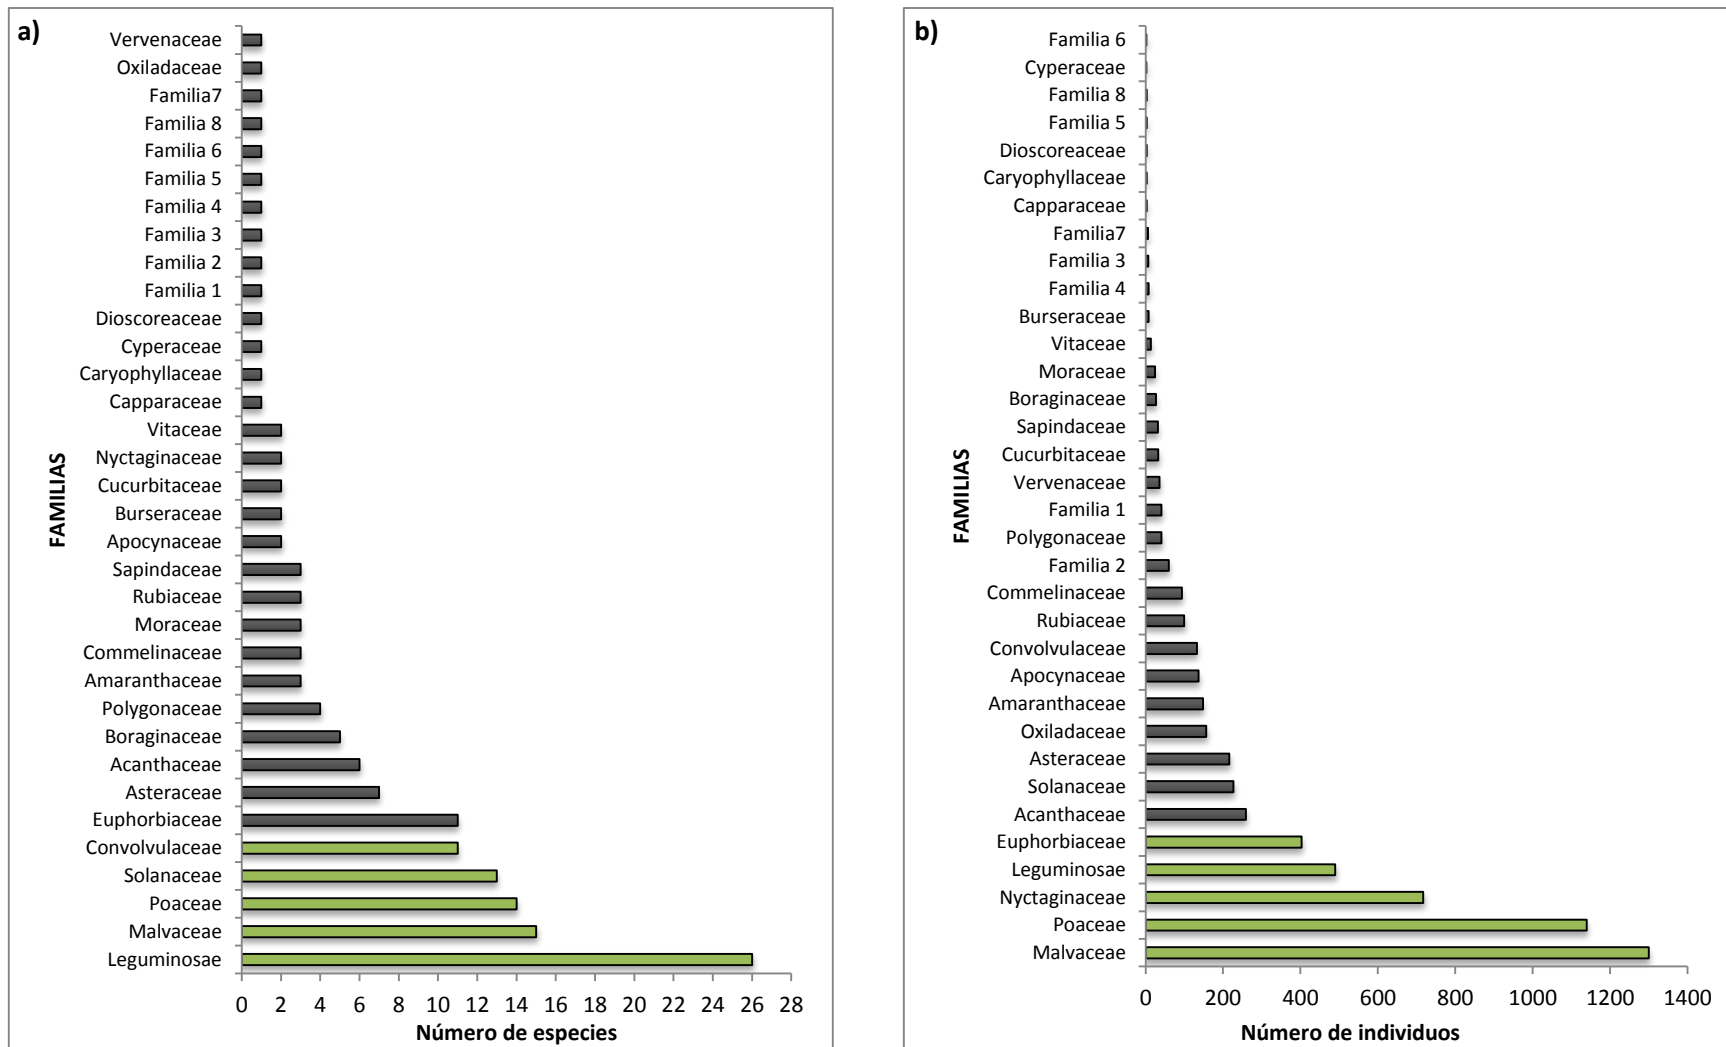 a)
Vervenaceae
Oxiladaceae
Familia7
Familia 8
Familia 6
Familia 5
Familia 4
Familia 3
Familia 2
Familia 1
Dioscoreaceae
Cyperaceae
Caryophyllaceae
Capparaceae
Vitaceae
Nyctaginaceae
Cucurbitaceae
Burseraceae
Apocynaceae
Sapindaceae
Rubiaceae
Moraceae
Commelinaceae
Amaranthaceae
Polygonaceae
Boraginaceae
Acanthaceae
Asteraceae
Euphorbiaceae
Convolvulaceae
Solanaceae
Poaceae
Malvaceae
Leguminosae
FAMILIAS
0 2 4 6 8 10 12 14 16 18 20 22 24 26 28
Número de especies
b)
Familia 6
Cyperaceae
Familia 8
Familia 5
Dioscoreaceae
Caryophyllaceae
Capparaceae
Familia7
Familia 3
Familia 4
Burseraceae
Vitaceae
Moraceae
Boraginaceae
Sapindaceae
Cucurbitaceae
Vervenaceae
Familia 1
Polygonaceae
Familia 2
Commelinaceae
Rubiaceae
Convolvulaceae
Apocynaceae
Amaranthaceae
Oxiladaceae
Asteraceae
Solanaceae
Acanthaceae
Euphorbiaceae
Leguminosae
Nyctaginaceae
Poaceae
Malvaceae
FAMILIAS
0 200 400 600 800 1000 1200 1400
Número de individuos